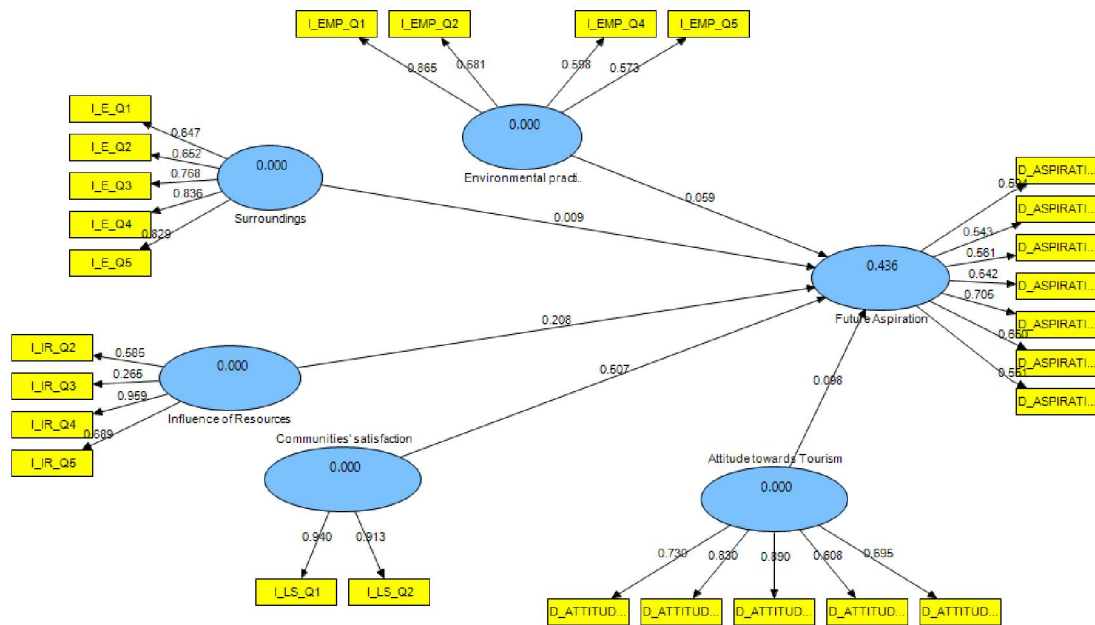 I_EMP_Q1
I_EMP_Q2
I_EMP_Q4
I_EMP_Q5
0.865
0.681
0.598
0.573
0.000
Environmental practi..
I_E_Q1
I_E_Q2
I_E_Q3
I_E_Q4
I_E_Q5
0.647
0.652
0.768
0.836
0.829
0.000
Surroundings
0.059
0.009
0.208
0.098
0.436
Future Aspiration
D_ASPIRATI...
D_ASPIRATI...
D_ASPIRATI...
D_ASPIRATI...
D_ASPIRATI...
D_ASPIRATI...
D_ASPIRATI...
0.543
0.561
0.642
0.705
I_IR_Q2
I_IR_Q3
I_IR_Q4
I_IR_Q5
0.585
0.265
0.959
0.689
0.000
Influence of Resources
Communities' satisfaction
0.000
0.940
0.913
I_LS_Q1
I_LS_Q2
Attitude towards Tourism
0.000
0.730
0.830
0.890
0.608
0.695
D_ATTITUD...
D_ATTITUD...
D_ATTITUD...
D_ATTITUD...
D_ATTITUD...